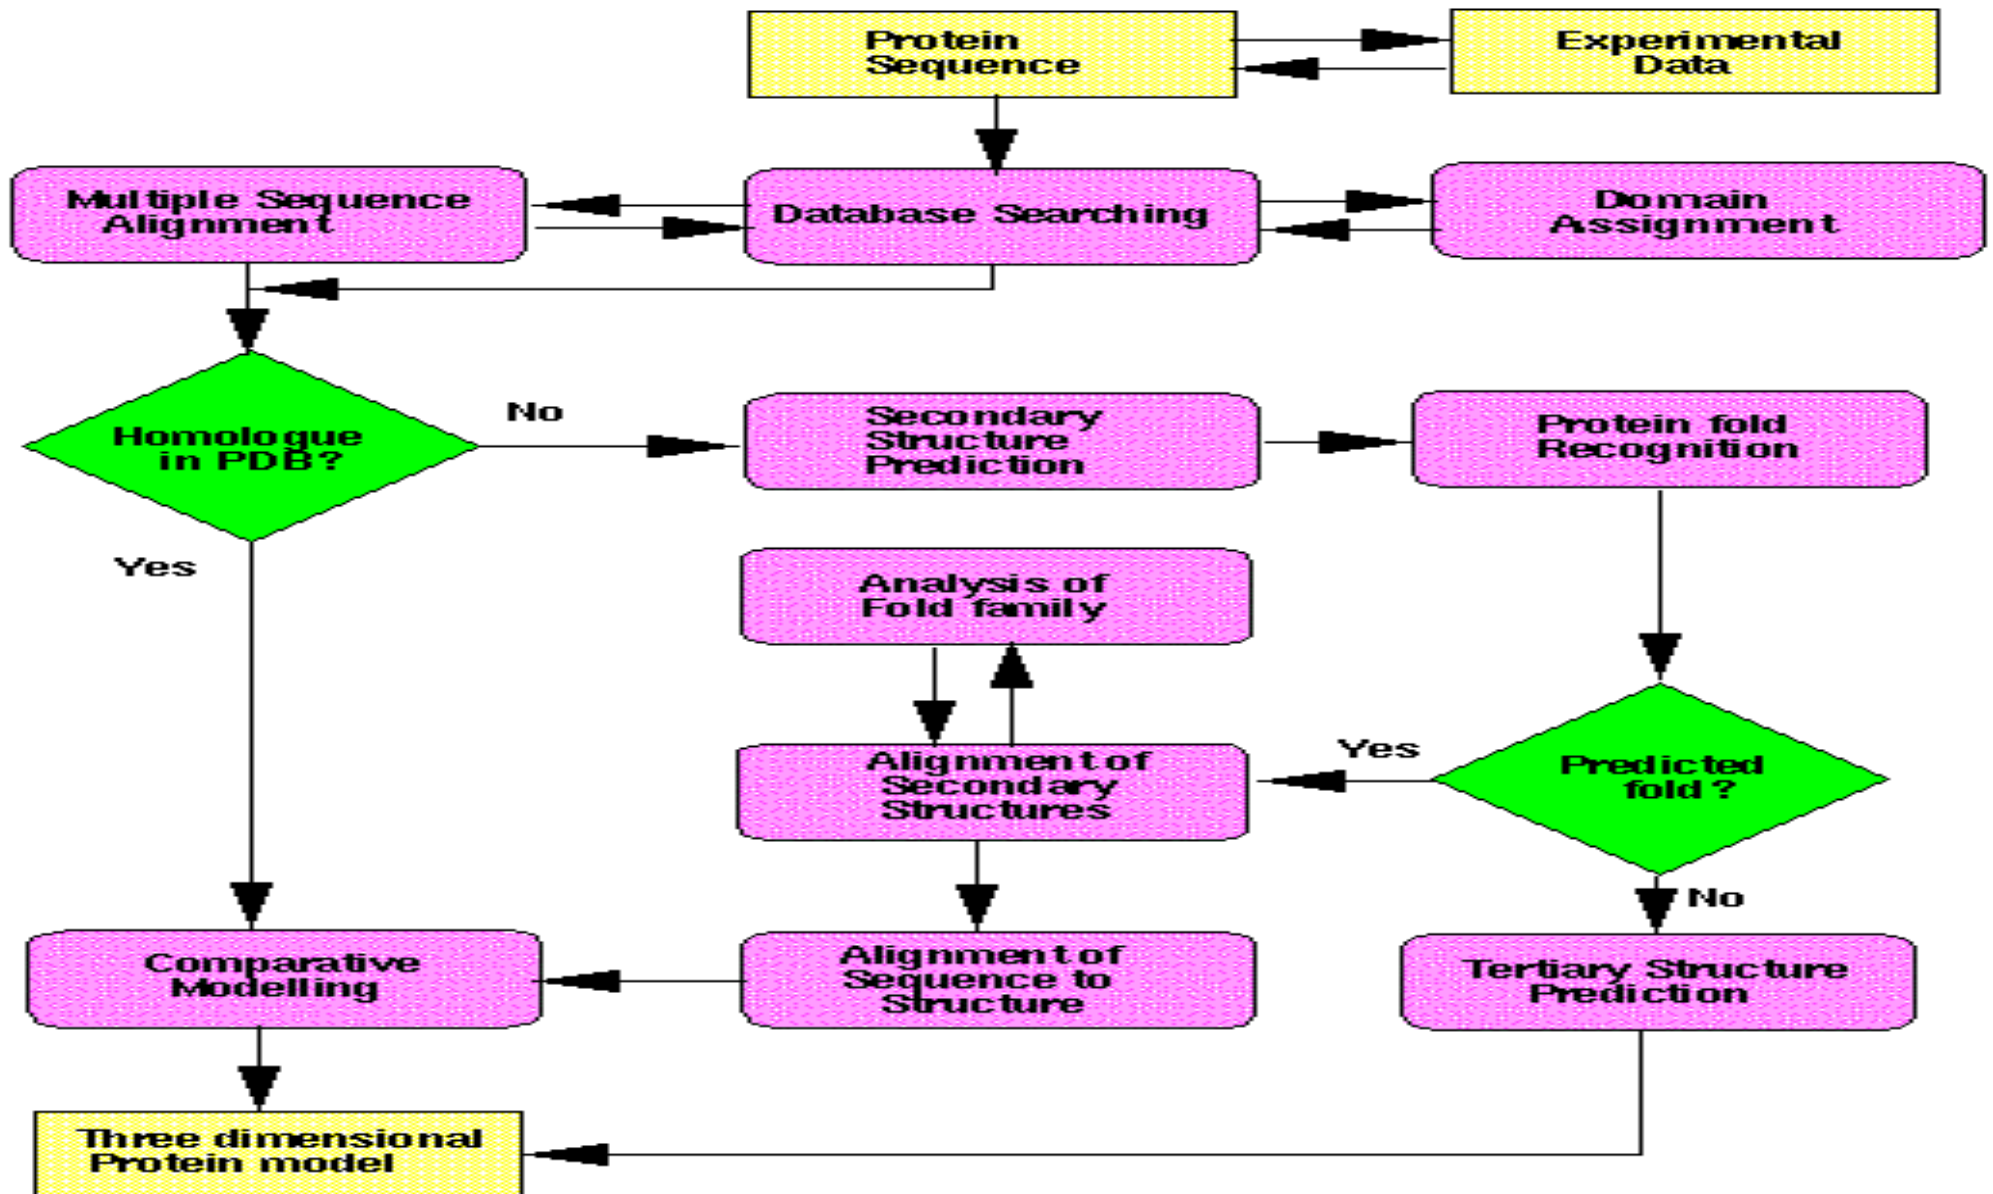 Protein
Sequence
Experimental
Data
Multiple Sequence
Alignment
Database Searching
Domain
Assignment
No
Homologue
in PDB?
Secondary
Structure
Prediction
Protein fold
Recognition
Yes
Analysis of
Fold family
Yes
Alignment of
Secondary
Structures
Predicted
fold ?
No
Comparative
Modelling
Alignment of
Sequence to
Structure
Tertiary Structure
Prediction
Three dimensional
Protein model